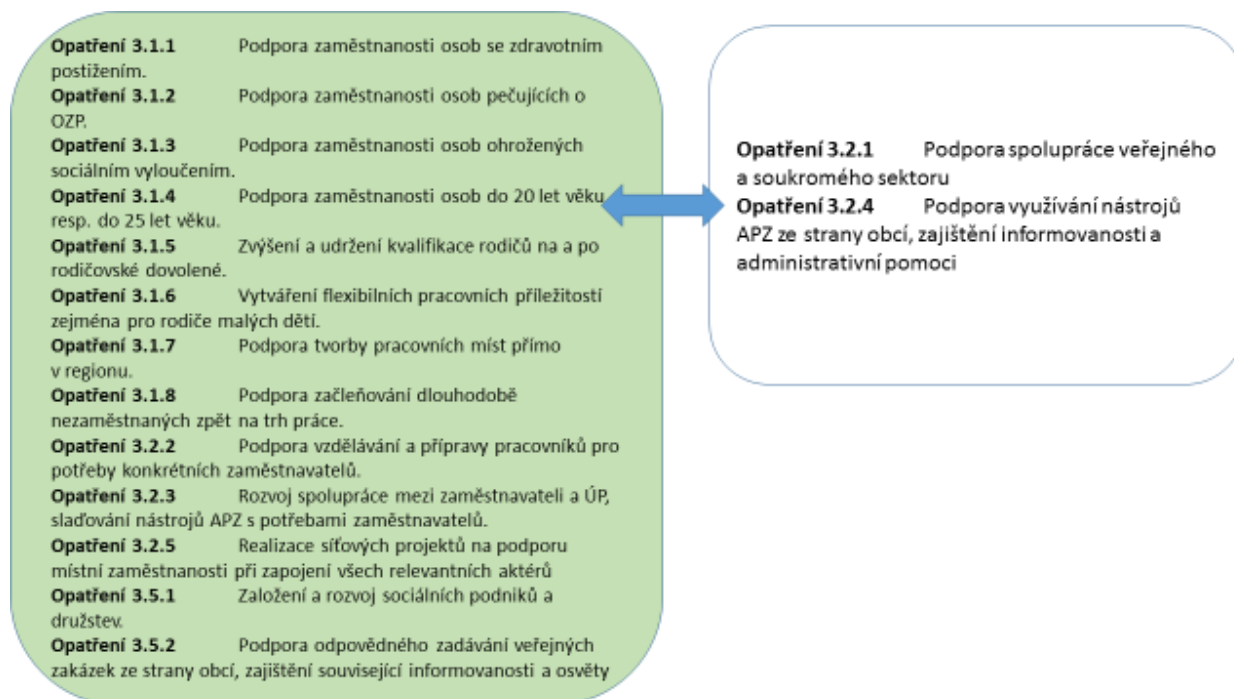 Opatření 3.1.1 Podpora zaměstnanosti osob se zdravotním
postižením.
Opatření 3.1.2 Podpora zaměstnanosti osob pečujících o
OZP.
Opatření 3.1.3 Podpora zaměstnanosti osob ohrožených
sociálním vyloučením.
Opatření 3.1.4 Podpora zaměstnanosti osob do 20 let věku
resp. do 25 let věku.
Opatření 3.1.5 Zvýšení a udržení kvalifikace rodičů na a po
rodičovské dovolené.
Opatření 3.1.6 Vytváření flexibilních pracovních příležitostí
zejména pro rodiče malých dětí.
Opatření 3.1.7 Podpora tvorby pracovních míst přímo
v regionu.
Opatření 3.1.8 Podpora začleňování dlouhodobě
nezaměstnaných zpět na trh práce.
Opatření 3.2.2 Podpora vzdělávání a přípravy pracovníků pro
potřeby konkrétních zaměstnavatelů.
Opatření 3.2.3 Rozvoj spolupráce mezi zaměstnavateli a ÚP,
slaďování nástrojů APZ s potřebami zaměstnavatelů.
Opatření 3.2.5 Realizace síťových projektů na podporu
místní zaměstnanosti při zapojení všech relevantních aktérů
Opatření 3.5.1 Založení a rozvoj sociálních podniků a
družstev.
Opatření 3.5.2 Podpora odpovědného zadávání veřejných
zakázek ze strany obcí, zajištění související informovanosti a osvěty
Opatření 3.2.1 Podpora spolupráce veřejného
a soukromého sektoru
Opatření 3.2.4 Podpora využívání nástrojů
APZ ze strany obcí, zajištění informovanosti a
administrativní pomoci